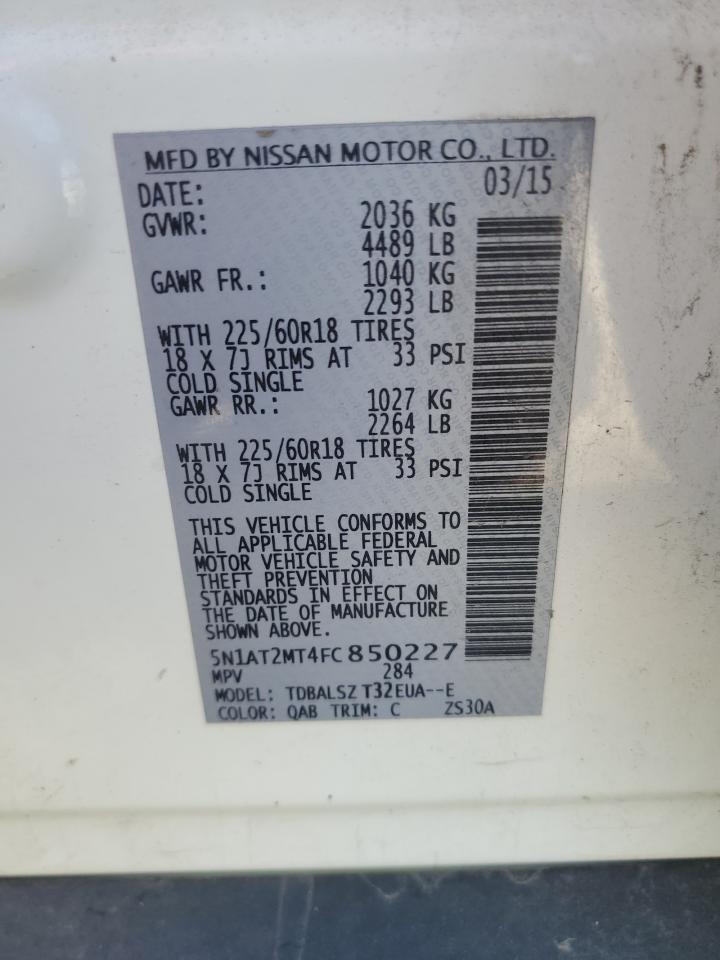 MFD BY NISSAN MOTOR CO., LTD.
DATE: 03/15
GVWR: 2036 KG
4489 LB
GAWR FR.: 1040 KG
2293 LB
WITH 225/60R18 TIRES
18 X 7J RIMS AT 33 PSI
COLD SINGLE
GAWR RR.: 1027 KG
2264 LB
WITH 225/60R18 TIRES
18 X 7J RIMS AT 33 PSI
COLD SINGLE
THIS VEHICLE CONFORMS TO
ALL APPLICABLE FEDERAL
MOTOR VEHICLE SAFETY AND
THEFT PREVENTION
STANDARDS IN EFFECT ON
THE DATE OF MANUFACTURE
SHOWN ABOVE.
5N1AT2MT4FC850227
MPV 284
MODEL: TDBALSZ T32EUA--E
COLOR: QAB TRIM: C ZS30A